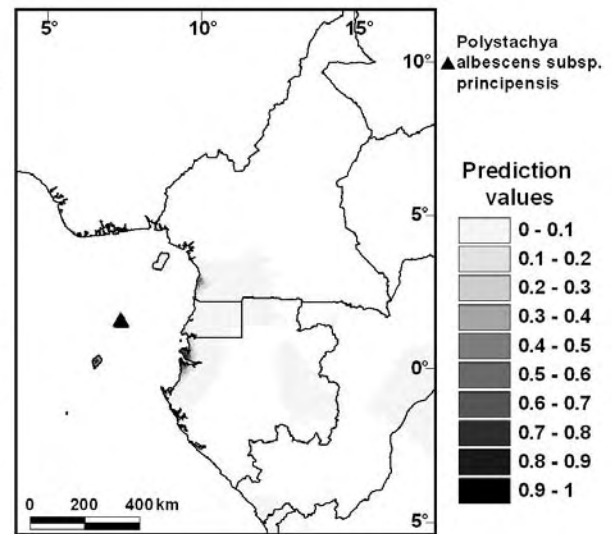 5°
10°
15°
10°
5°
0°
5°
0 200 400 km
Polystachya
albescens subsp.
principensis
Prediction
values
0 - 0.1
0.1 - 0.2
0.2 - 0.3
0.3 - 0.4
0.4 - 0.5
0.5 - 0.6
0.6 - 0.7
0.7 - 0.8
0.8 - 0.9
0.9 - 1